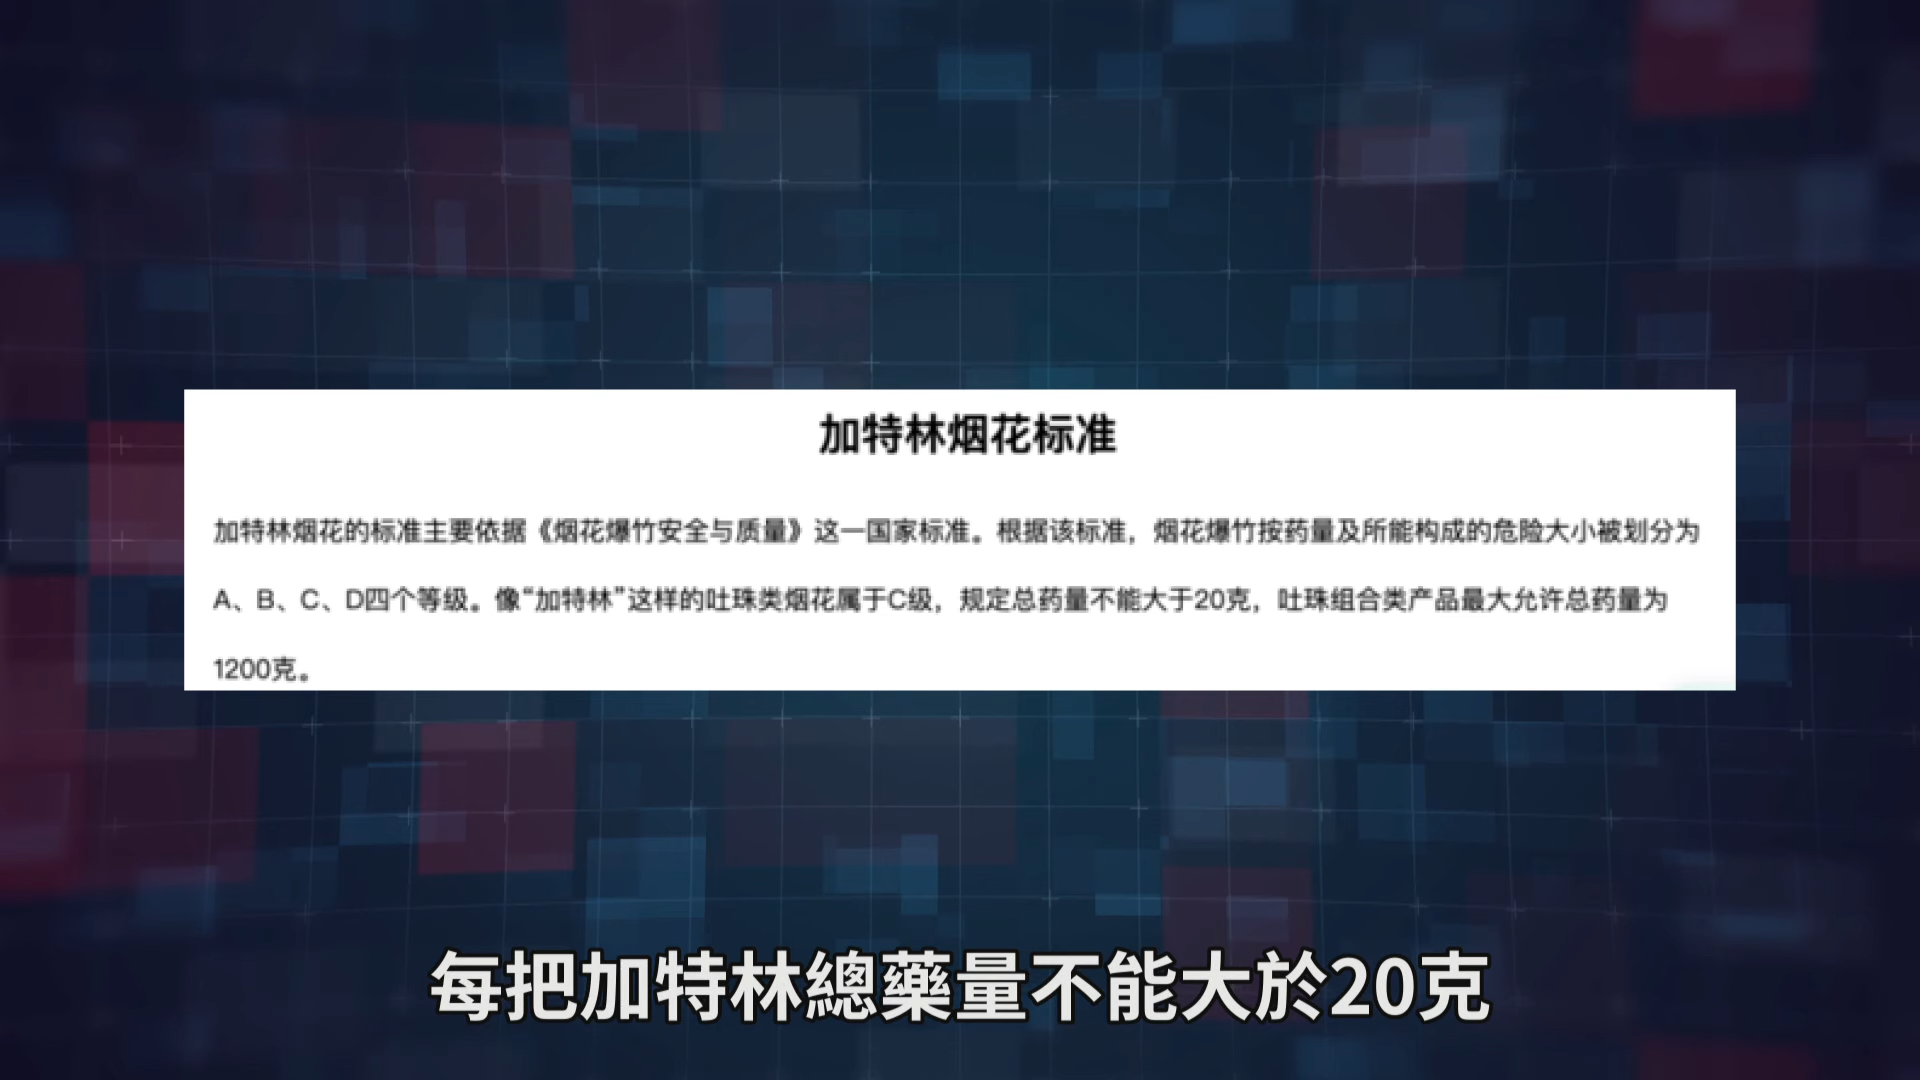 加特林烟花标准
加特林烟花的标准主要依据《烟花爆竹安全与质量》这一国家标准。根据该标准，烟花爆竹按药量及所能构成的危险大小被划分为
A、B、C、D四个等级。像“加特林”这样的吐珠类烟花属于C级，规定总药量不能大于20克，吐珠组合类产品最大允许总药量为
1200克。
每把加特林總藥量不能大於20克